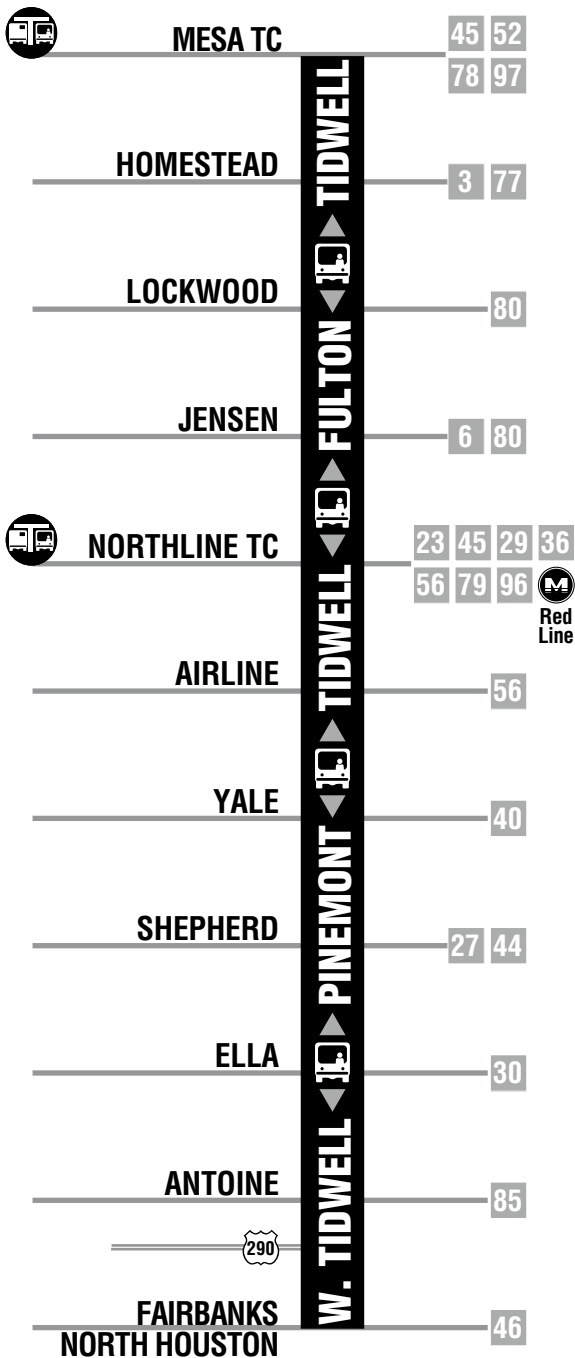 MESA TC
45 52
78 97
TIDWELL
HOMESTEAD
3 77
LOCKWOOD
80
FULTON
JENSEN
6 80
NORTHLINE TC
23 45 29 36
56 79 96 M
Red
Line
TIDWELL
AIRLINE
56
YALE
40
PINEMONT
SHEPHERD
27 44
ELLA
30
W. TIDWELL
ANTOINE
85
290
FAIRBANKS
NORTH HOUSTON
46